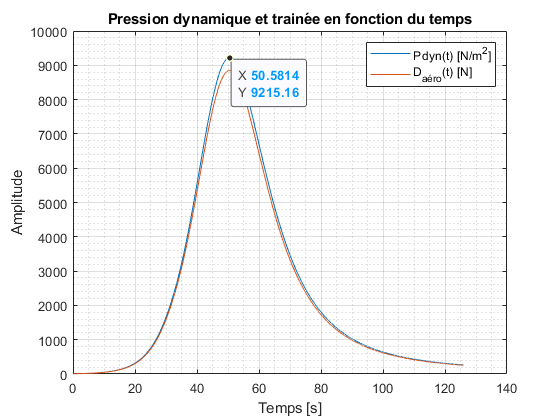 Pression dynamique et trainée en fonction du temps
10000
9000
8000
7000
6000
5000
4000
3000
2000
1000
0
Amplitude
X 50.5814
Y 9215.16
Pdyn(t) [N/m²]
D_aéro(t) [N]
0 20 40 60 80 100 120 140
Temps [s]